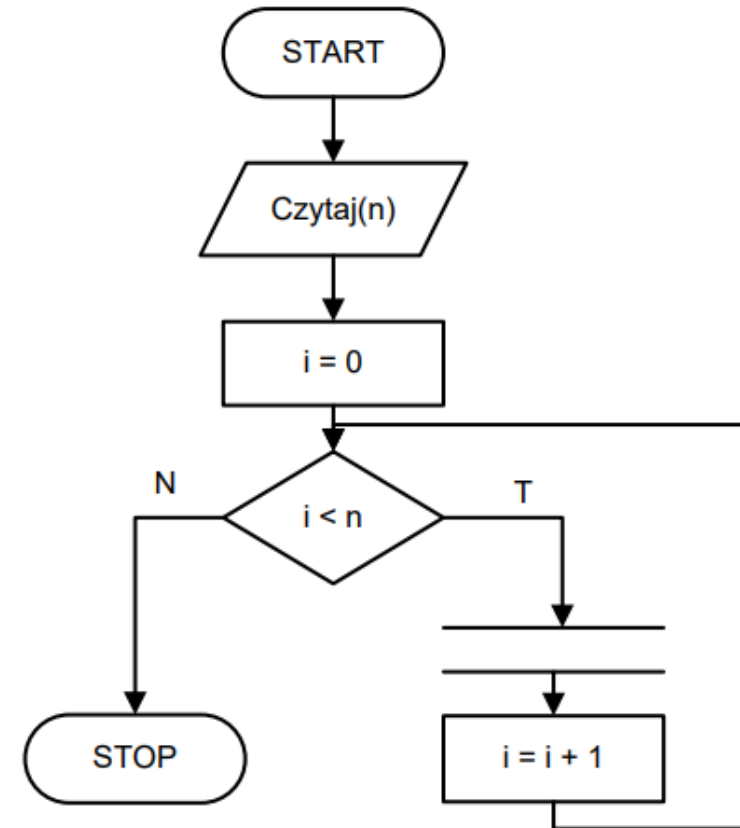 START
Czytaj(n)
i = 0
i < n
N
T
i = i + 1
STOP